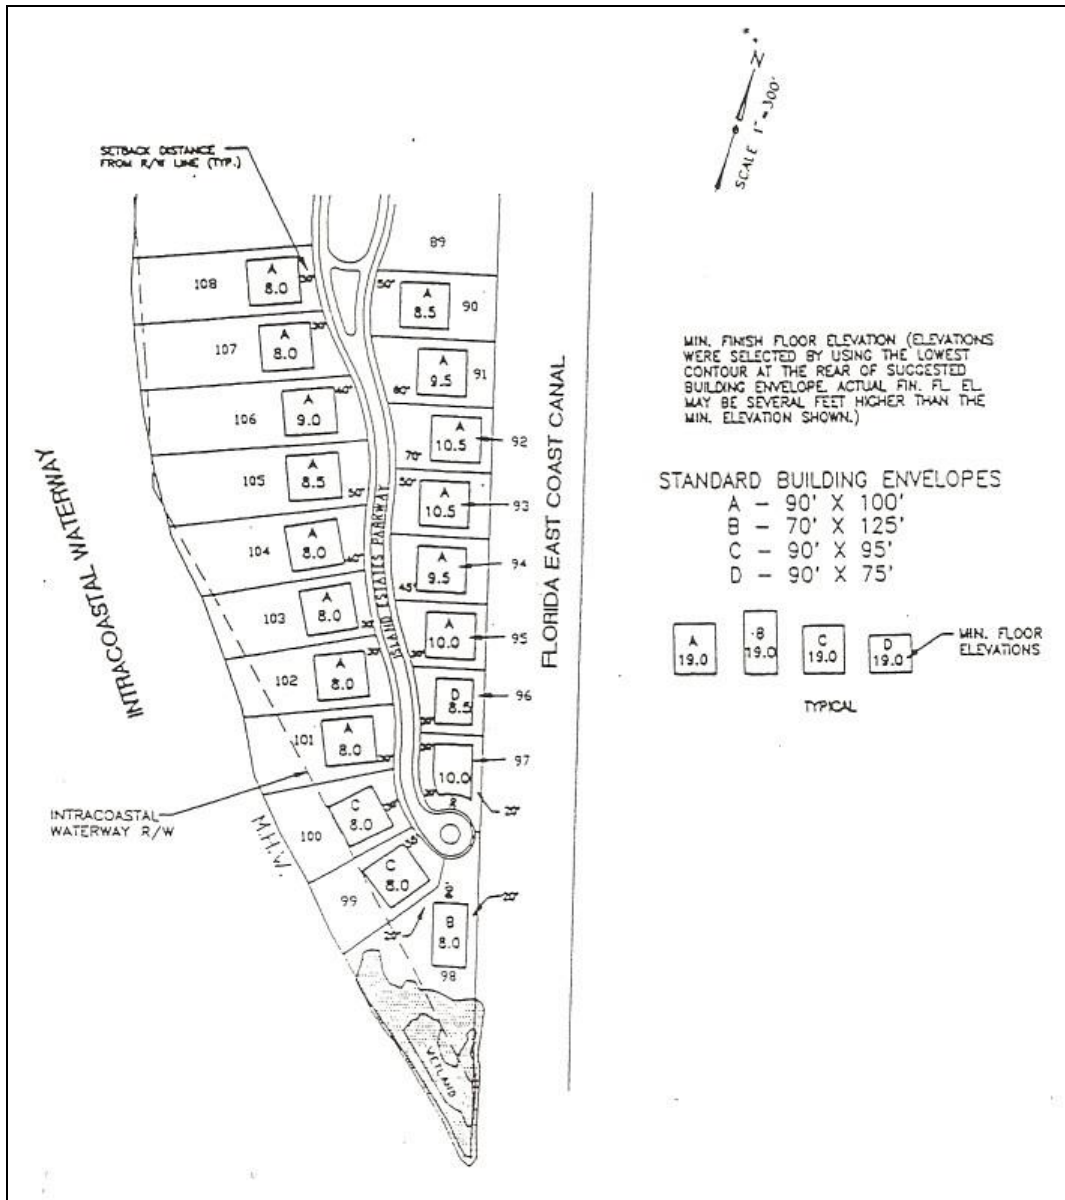 N
SCALE 1" =300'
SETBACK DISTANCE
FROM R/W LINE (TYP.)
89
108
A
8.0
30'
50'
A
8.5
90
107
A
8.0
30'
A
9.5
91
60'
106
A
9.0
40'
A
10.5
92
70'
105
A
8.5
50'
50'
A
10.5
93
104
A
8.0
40'
A
9.5
94
45'
103
A
8.0
30'
A
10.0
95
30'
102
A
8.0
30'
D
8.5
96
30'
101
A
8.0
30'
30'
10.0
97
30'
20'
100
C
8.0
30'
99
C
8.0
35'
20'
B
8.0
98
20'
WETLAND
INTRACOASTAL WATERWAY
ISLAND ESTATES PARKWAY
FLORIDA EAST COAST CANAL
INTRACOASTAL
WATERWAY R/W
M.H.W.
MIN. FINISH FLOOR ELEVATION (ELEVATIONS
WERE SELECTED BY USING THE LOWEST
CONTOUR AT THE REAR OF SUGGESTED
BUILDING ENVELOPE. ACTUAL FIN. FL. EL.
MAY BE SEVERAL FEET HIGHER THAN THE
MIN. ELEVATION SHOWN.)
STANDARD BUILDING ENVELOPES
A - 90' X 100'
B - 70' X 125'
C - 90' X 95'
D - 90' X 75'
A
19.0
B
19.0
C
19.0
D
19.0
MIN. FLOOR
ELEVATIONS
TYPICAL